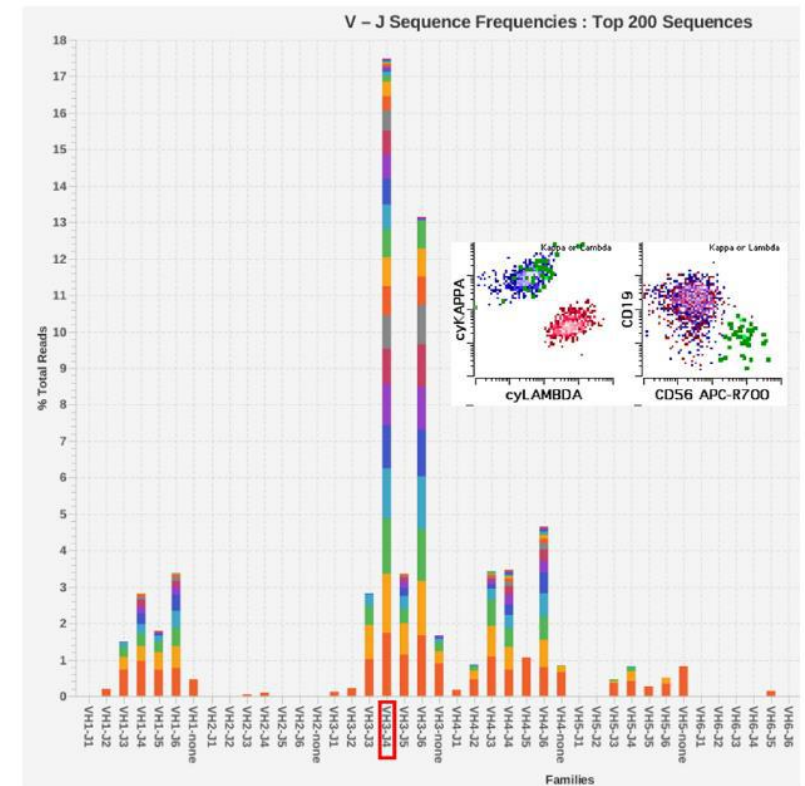 V – J Sequence Frequencies : Top 200 Sequences
18
17
16
15
14
13
12
11
10
9
8
7
6
5
4
3
2
1
0
% Total Reads
Kappa or Lambda
cyKAPPA
cyLAMBDA
Kappa or Lambda
CD19
CD56 APC-R700
VH1-J1
VH1-J2
VH1-J3
VH1-J4
VH1-J5
VH1-J6
VH1-none
VH2-J1
VH2-J2
VH2-J3
VH2-J4
VH2-J5
VH2-J6
VH2-none
VH3-J1
VH3-J2
VH3-J3
VH3-J4
VH3-J5
VH3-J6
VH3-none
VH4-J1
VH4-J2
VH4-J3
VH4-J4
VH4-J5
VH4-J6
VH4-none
VH5-J1
VH5-J2
VH5-J3
VH5-J4
VH5-J5
VH5-J6
VH5-none
VH6-J1
VH6-J2
VH6-J3
VH6-J4
VH6-J5
VH6-J6
Families